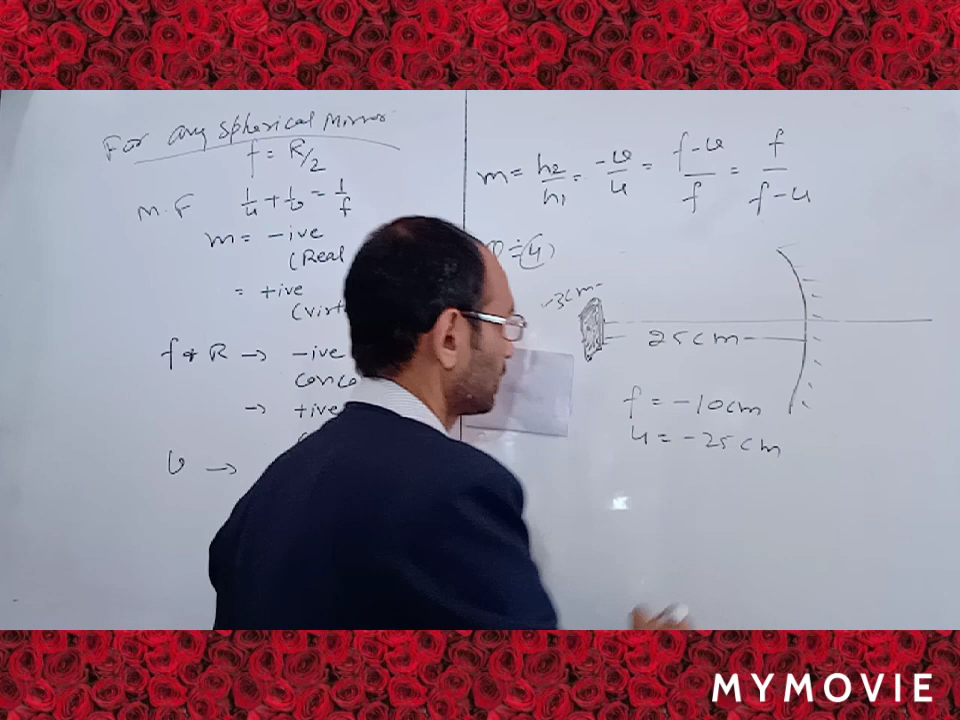 For any spherical Mirror
f = R/2
M.F 1/u + 1/v = 1/f
m = -ive
(Real
= +ive
(virt
f & R → -ive
conca
→ +ive
υ →
m = h2/h1 = -υ/u = f-υ/f = f/f-u
3cm
25cm
f = -10cm
u = -25cm
MYMOVIE